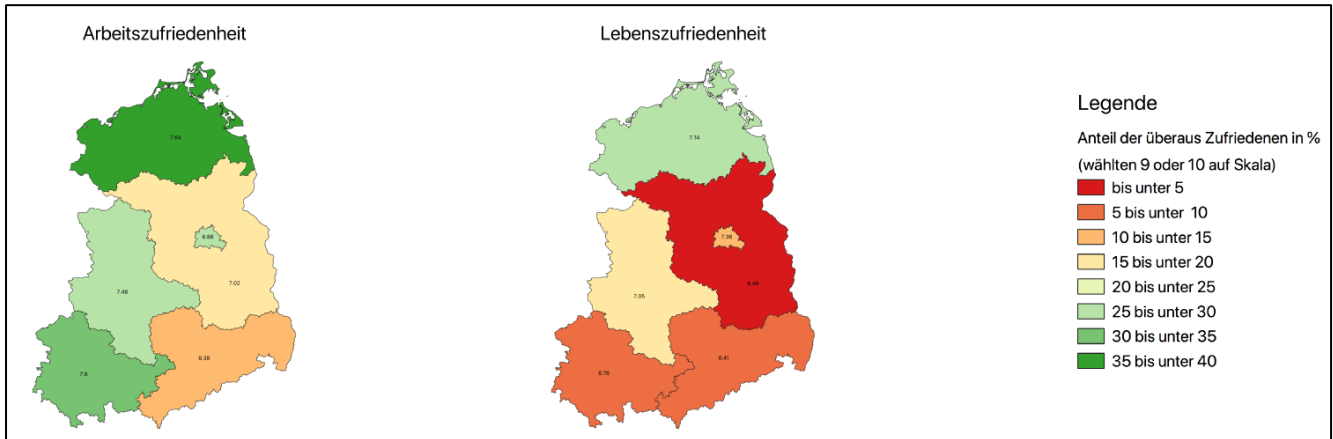 Arbeitszufriedenheit
Lebenszufriedenheit
7.64
7.02
6.88
7.48
7.6
6.38
7.14
7.36
6.46
7.05
6.76
6.41
Legende
Anteil der überaus Zufriedenen in %
(wählten 9 oder 10 auf Skala)
bis unter 5
5 bis unter 10
10 bis unter 15
15 bis unter 20
20 bis unter 25
25 bis unter 30
30 bis unter 35
35 bis unter 40